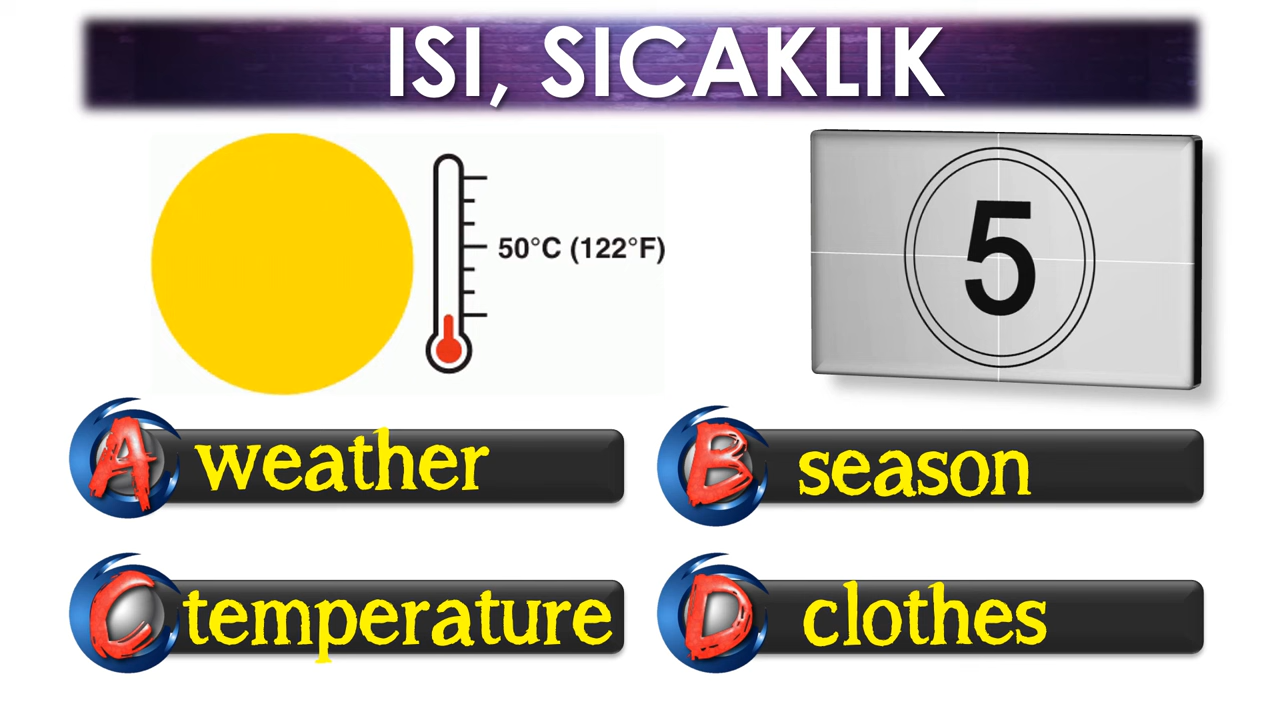 ISI, SICAKLIK
50°C (122°F)
5
A weather
B season
C temperature
D clothes